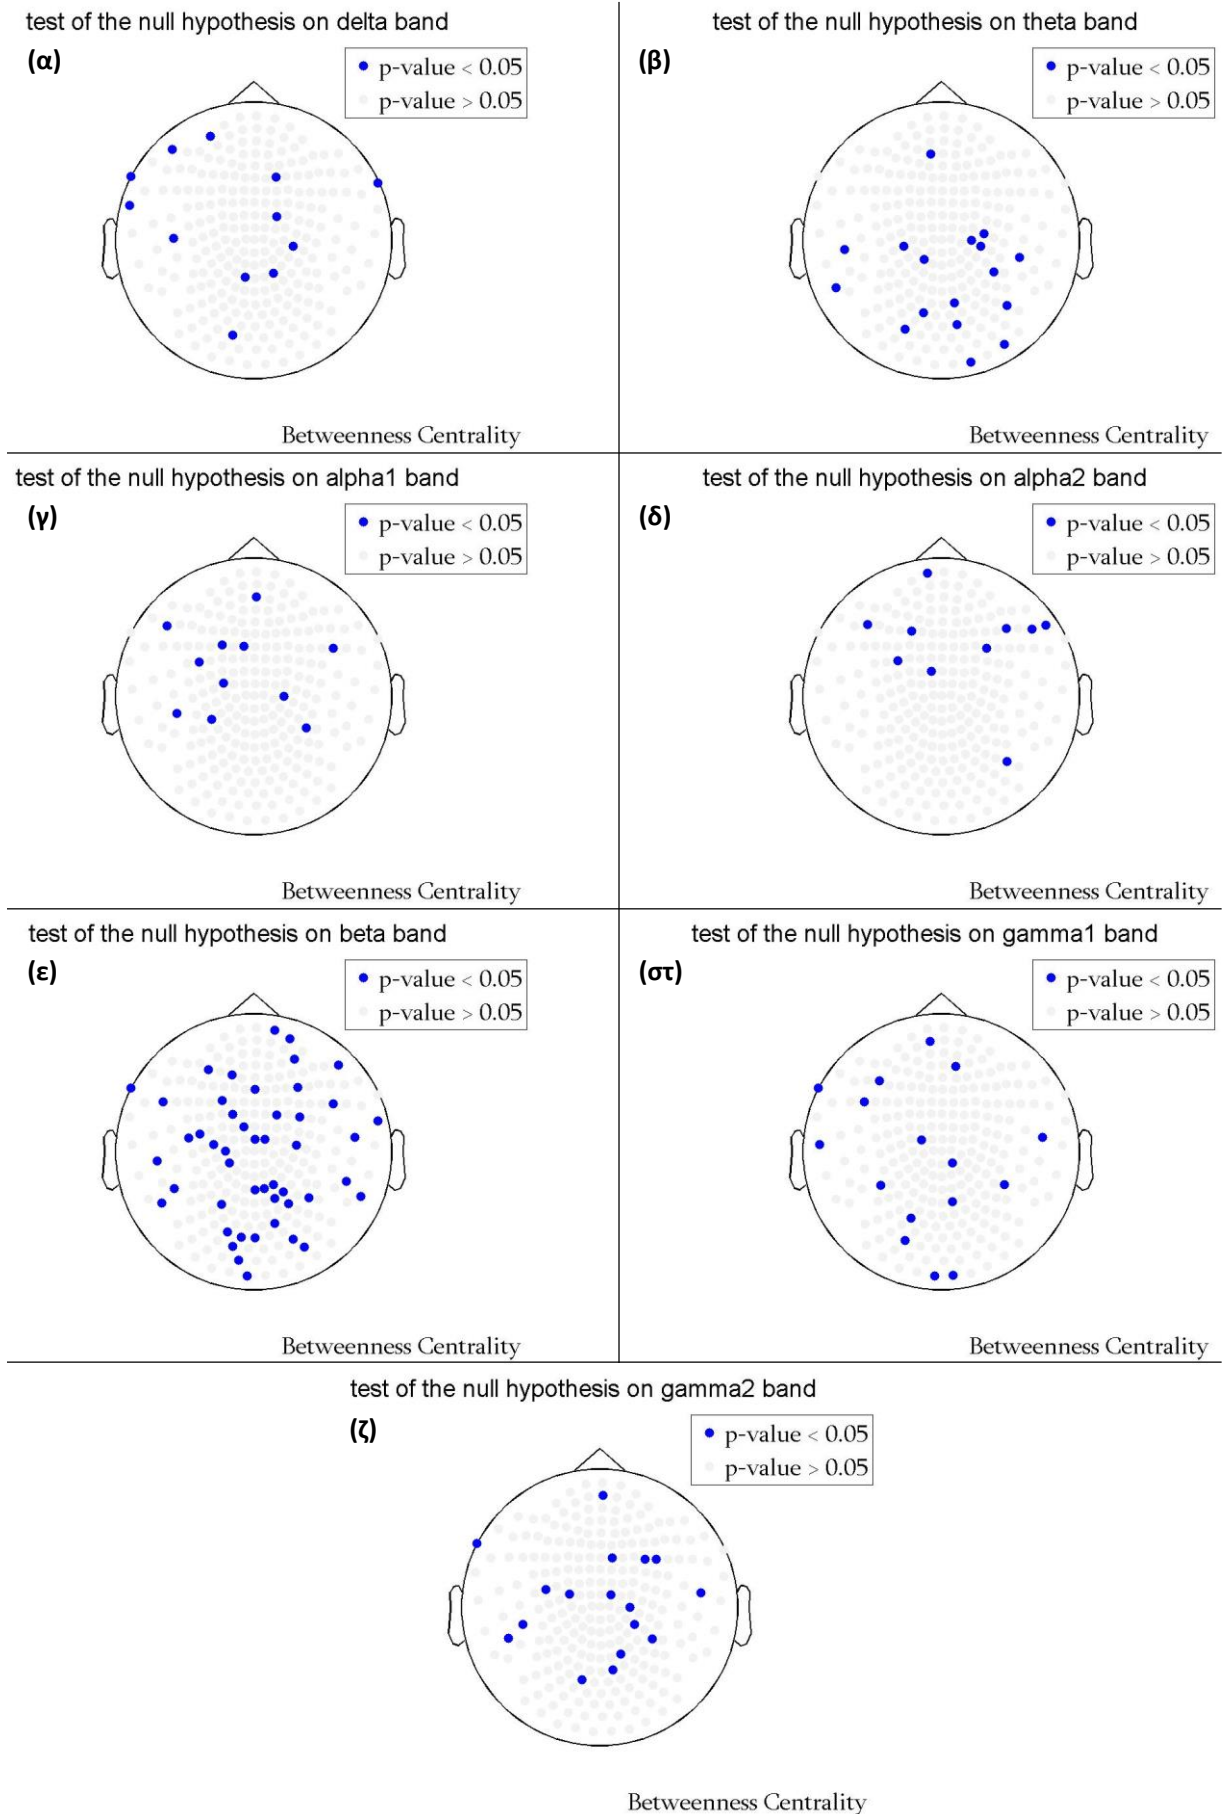 test of the null hypothesis on delta band
(α)
p-value < 0.05
p-value > 0.05
Betweenness Centrality
test of the null hypothesis on theta band
(β)
p-value < 0.05
p-value > 0.05
Betweenness Centrality
test of the null hypothesis on alpha1 band
(γ)
p-value < 0.05
p-value > 0.05
Betweenness Centrality
test of the null hypothesis on alpha2 band
(δ)
p-value < 0.05
p-value > 0.05
Betweenness Centrality
test of the null hypothesis on beta band
(ε)
p-value < 0.05
p-value > 0.05
Betweenness Centrality
test of the null hypothesis on gamma1 band
(στ)
p-value < 0.05
p-value > 0.05
Betweenness Centrality
test of the null hypothesis on gamma2 band
(ζ)
p-value < 0.05
p-value > 0.05
Betweenness Centrality